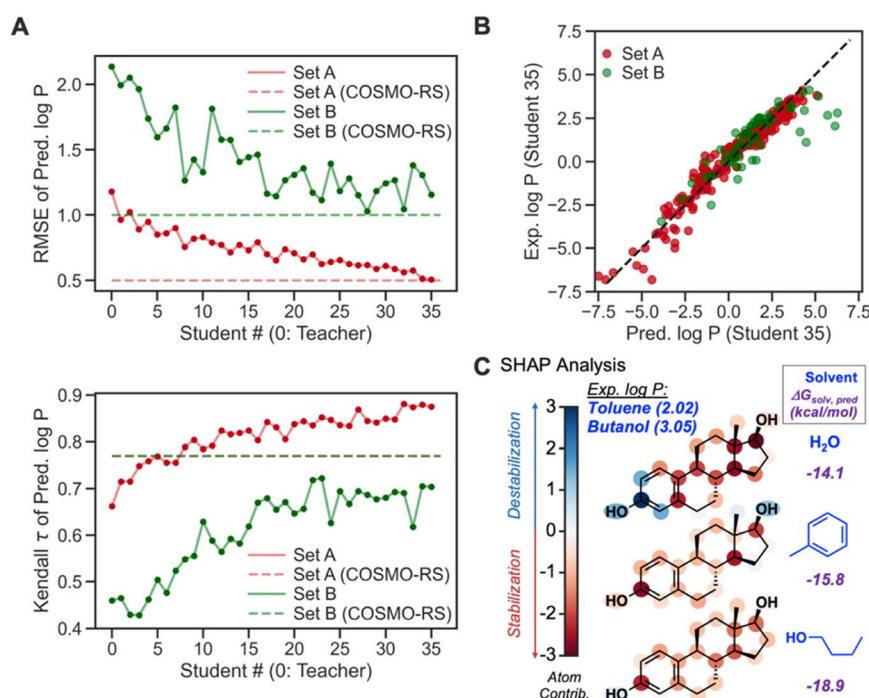 A
2.0
1.5
1.0
0.5
RMSE of Pred. log P
Set A
Set A (COSMO-RS)
Set B
Set B (COSMO-RS)
0 5 10 15 20 25 30 35
Student # (0: Teacher)
0.9
0.8
0.7
0.6
0.5
0.4
Kendall τ of Pred. log P
Set A
Set A (COSMO-RS)
Set B
Set B (COSMO-RS)
0 5 10 15 20 25 30 35
Student # (0: Teacher)
B
7.5
5.0
2.5
0.0
−2.5
−5.0
−7.5
Exp. log P (Student 35)
Set A
Set B
−7.5 −5.0 −2.5 0.0 2.5 5.0 7.5
Pred. log P (Student 35)
C SHAP Analysis
Destabilization
Stabilization
3
2
1
0
-1
-2
-3
Atom
Contrib.
Exp. log P:
Toluene (2.02)
Butanol (3.05)
Solvent
ΔGsolv, pred
(kcal/mol)
OH
HO
H₂O
-14.1
OH
HO
-15.8
OH
HO
HO
-18.9